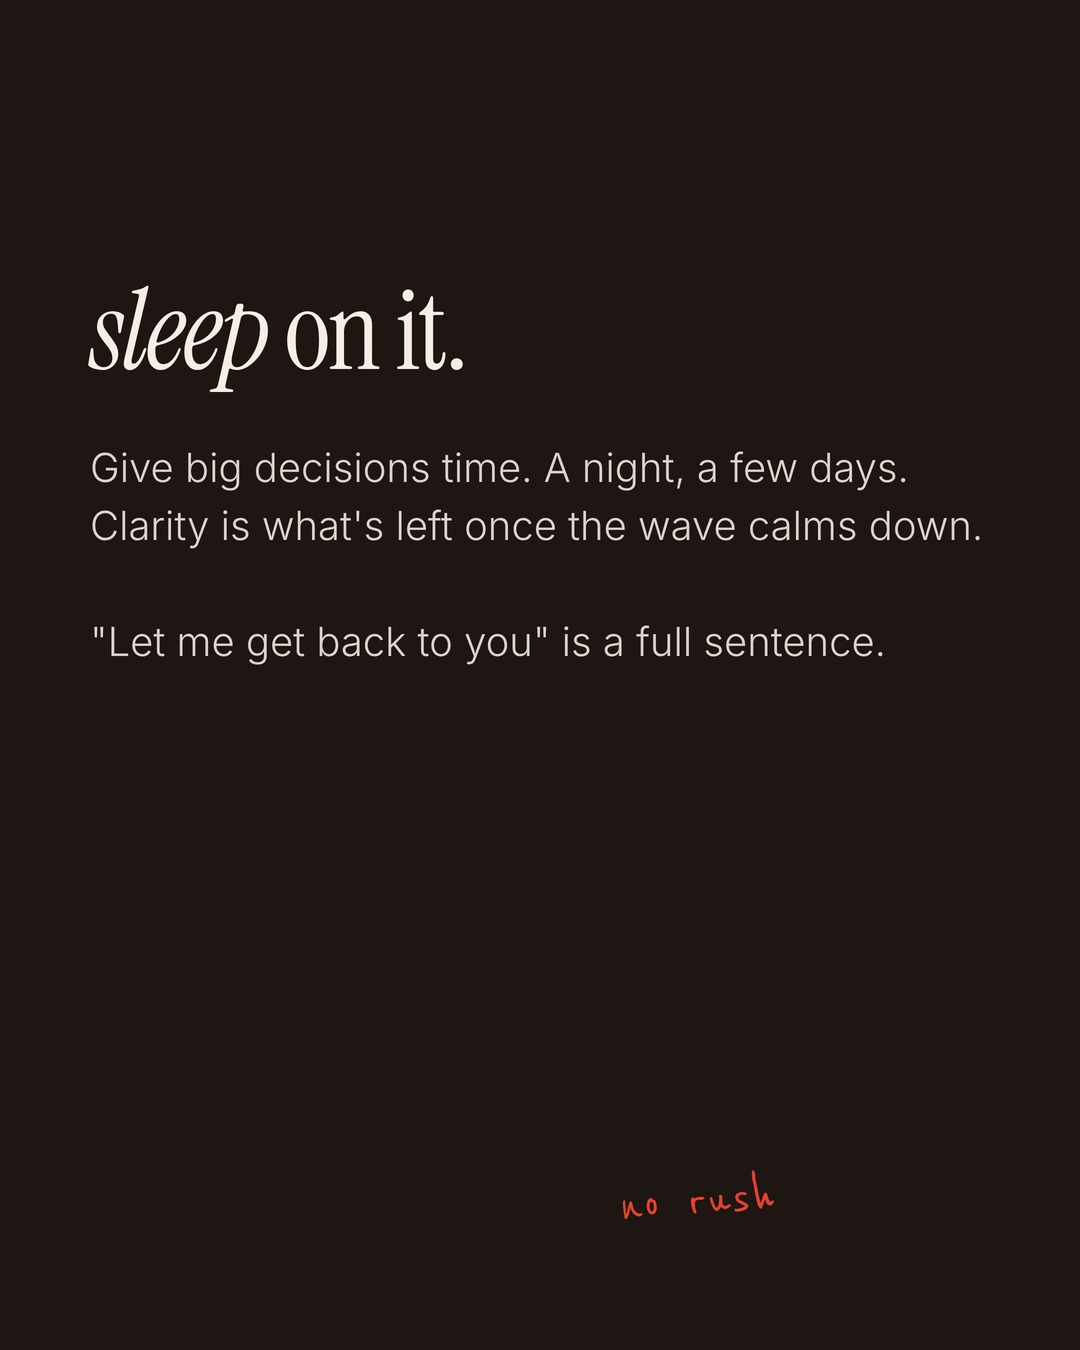 sleep on it.
Give big decisions time. A night, a few days.
Clarity is what's left once the wave calms down.
"Let me get back to you" is a full sentence.
no rush